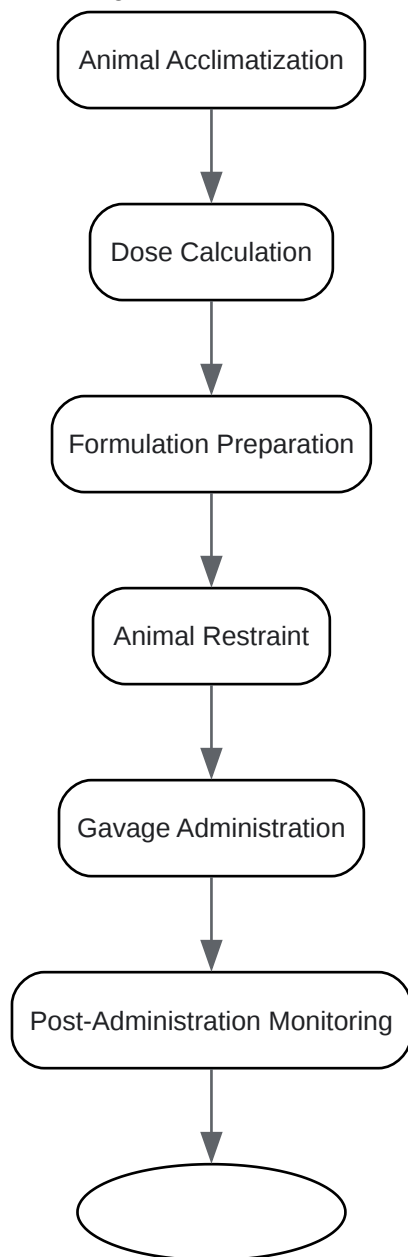 Animal Acclimatization
Dose Calculation
Formulation Preparation
Animal Restraint
Gavage Administration
Post-Administration Monitoring